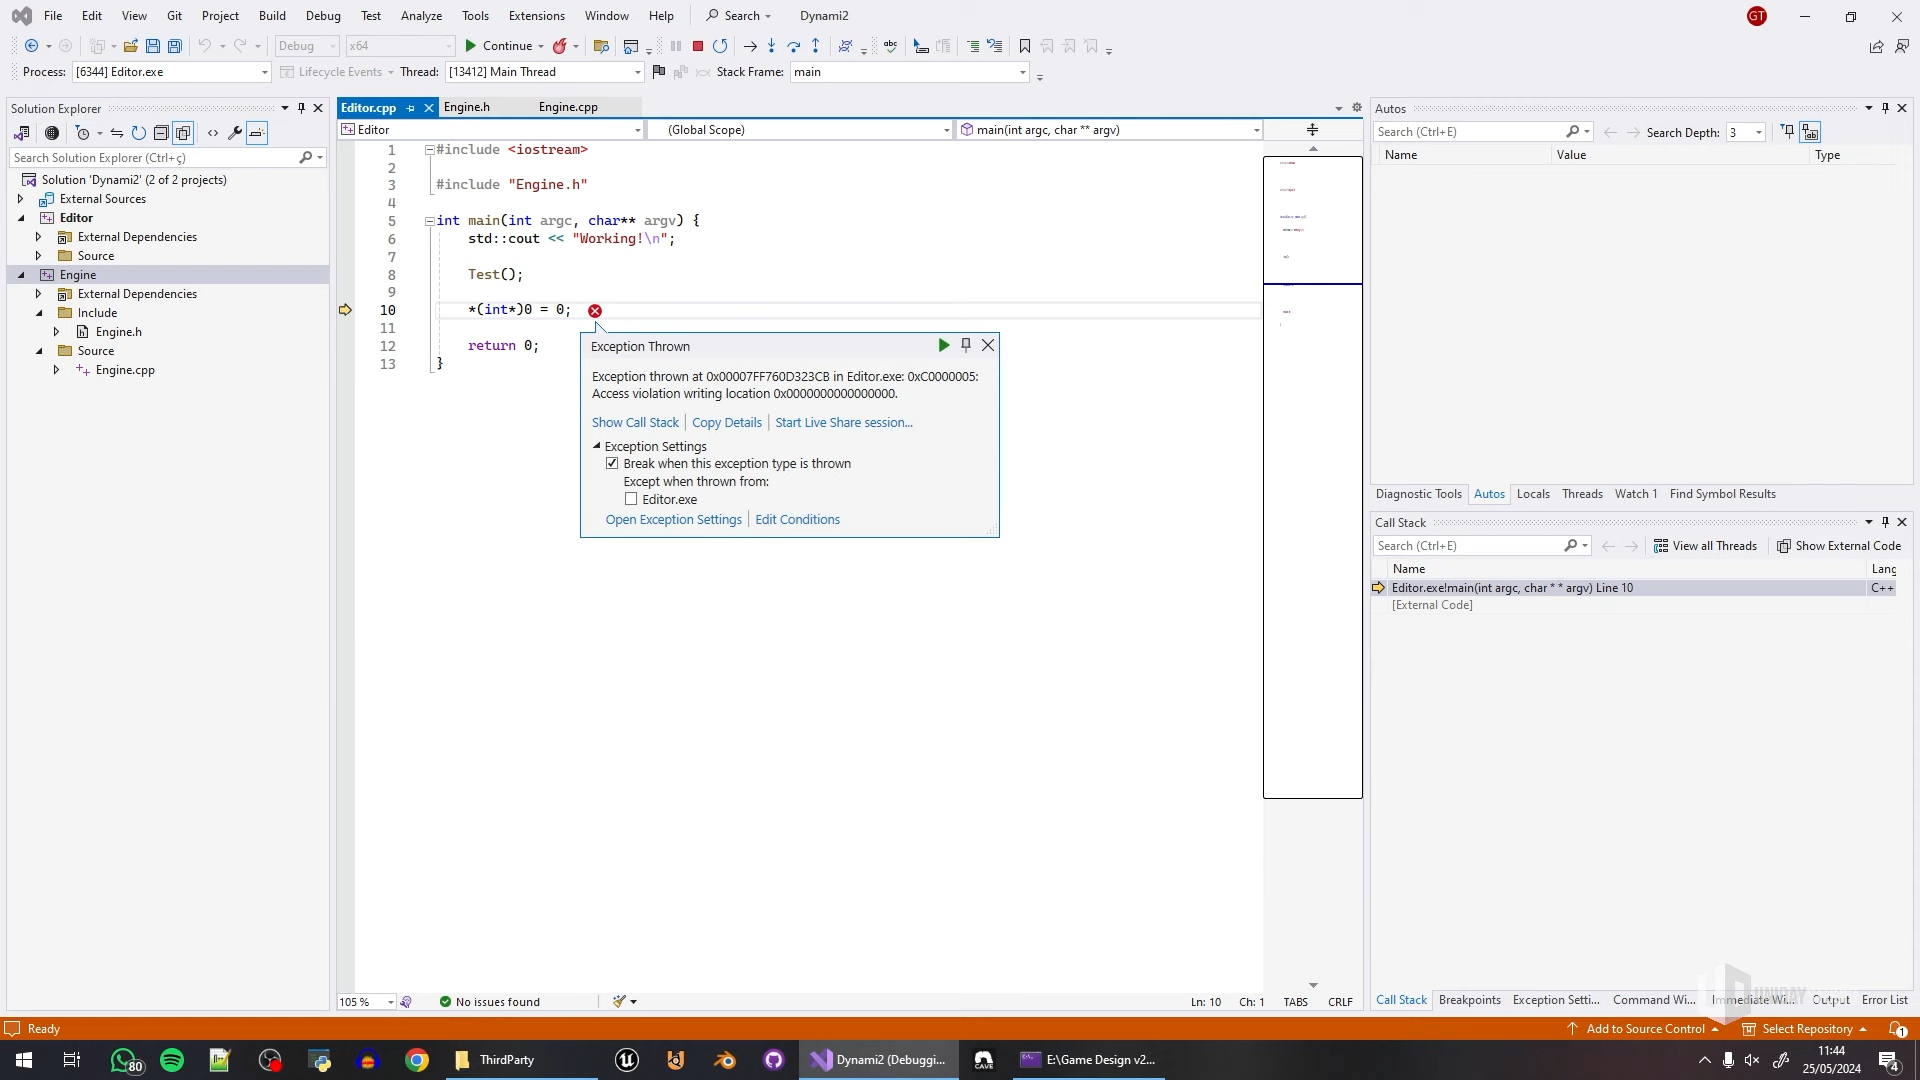 File Edit View Git Project Build Debug Test Analyze Tools Extensions Window Help Search Dynami2 GT
Debug x64 Continue
Process: [6344] Editor.exe Lifecycle Events Thread: [13412] Main Thread Stack Frame: main
Solution Explorer
Search Solution Explorer (Ctrl+ç)
Solution 'Dynami2' (2 of 2 projects)
External Sources
Editor
External Dependencies
Source
Engine
External Dependencies
Include
Engine.h
Source
Engine.cpp
Editor.cpp Engine.h Engine.cpp
Editor (Global Scope) main(int argc, char ** argv)
1 #include <iostream>
2
3 #include "Engine.h"
4
5 int main(int argc, char** argv) {
6 std::cout << "Working!\n";
7
8 Test();
9
10 *(int*)0 = 0;
11
12 return 0;
13 }
Exception Thrown
Exception thrown at 0x00007FF760D323CB in Editor.exe: 0xC0000005:
Access violation writing location 0x0000000000000000.
Show Call Stack Copy Details Start Live Share session...
Exception Settings
Break when this exception type is thrown
Except when thrown from:
Editor.exe
Open Exception Settings Edit Conditions
105 % No issues found Ln: 10 Ch: 1 TABS CRLF
Autos
Search (Ctrl+E) Search Depth: 3
Name Value Type
Diagnostic Tools Autos Locals Threads Watch 1 Find Symbol Results
Call Stack
Search (Ctrl+E) View all Threads Show External Code
Name Lang
Editor.exe!main(int argc, char * * argv) Line 10 C++
[External Code]
Call Stack Breakpoints Exception Setti... Command Wi... Immediate Wi... Output Error List
Ready Add to Source Control Select Repository 1
80 ThirdParty Dynami2 (Debuggi... CAVE E:\Game Design v2... 11:44
25/05/2024 4